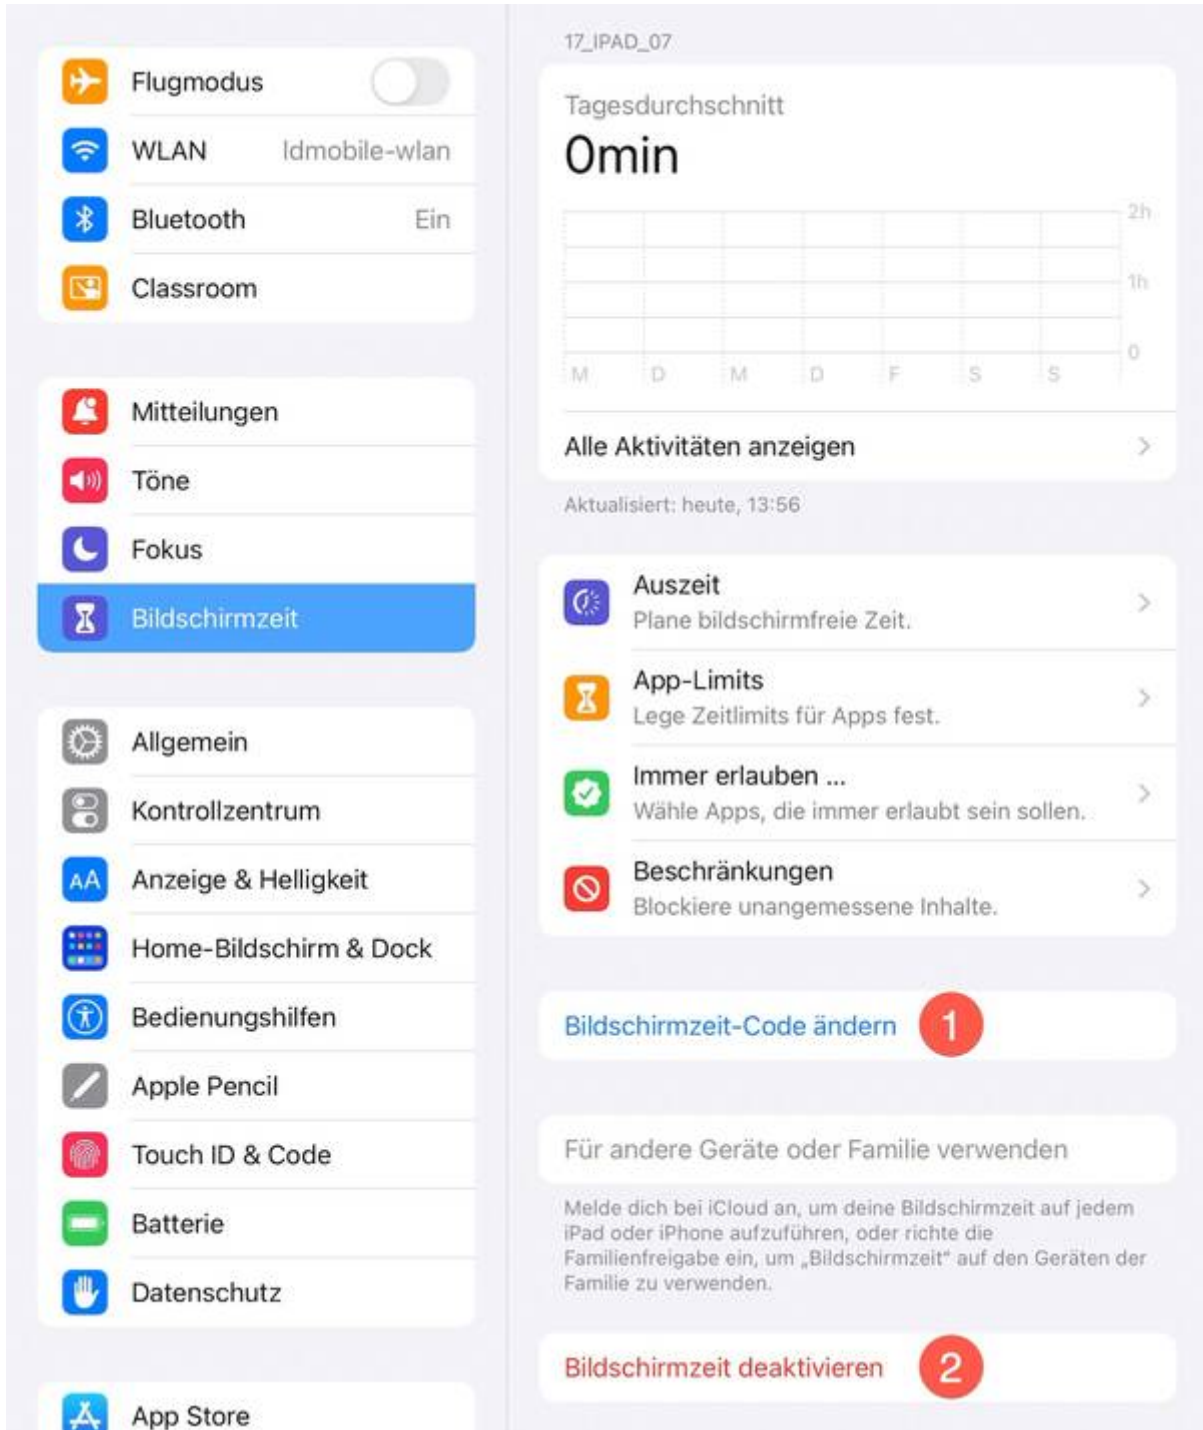 Flugmodus
WLAN ldmobile-wlan
Bluetooth Ein
Classroom
Mitteilungen
Töne
Fokus
Bildschirmzeit
Allgemein
Kontrollzentrum
AA Anzeige & Helligkeit
Home-Bildschirm & Dock
Bedienungshilfen
Apple Pencil
Touch ID & Code
Batterie
Datenschutz
App Store
17_IPAD_07
Tagesdurchschnitt
0min
2h
1h
0
M D M D F S S
Alle Aktivitäten anzeigen
Aktualisiert: heute, 13:56
Auszeit
Plane bildschirmfreie Zeit.
App-Limits
Lege Zeitlimits für Apps fest.
Immer erlauben ...
Wähle Apps, die immer erlaubt sein sollen.
Beschränkungen
Blockiere unangemessene Inhalte.
Bildschirmzeit-Code ändern 1
Für andere Geräte oder Familie verwenden
Melde dich bei iCloud an, um deine Bildschirmzeit auf jedem
iPad oder iPhone aufzuführen, oder richte die
Familienfreigabe ein, um „Bildschirmzeit“ auf den Geräten der
Familie zu verwenden.
Bildschirmzeit deaktivieren 2